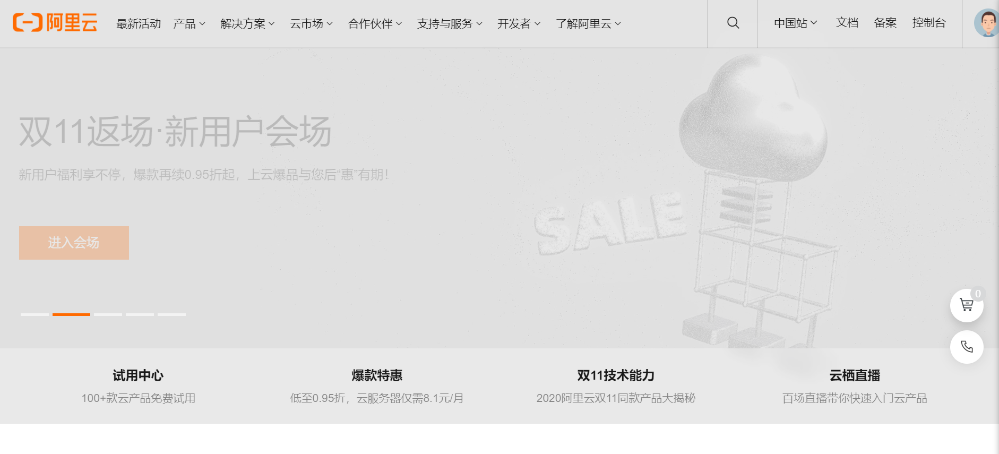 阿里云 最新活动 产品 解决方案 云市场 合作伙伴 支持与服务 开发者 了解阿里云 中国站 文档 备案 控制台
双11返场·新用户会场
新用户福利享不停，爆款再续0.95折起，上云爆品与您后“惠”有期！
SALE
进入会场
0
试用中心 爆款特惠 双11技术能力 云栖直播
100+款云产品免费试用 低至0.95折，云服务器仅需8.1元/月 2020阿里云双11同款产品大揭秘 百场直播带你快速入门云产品